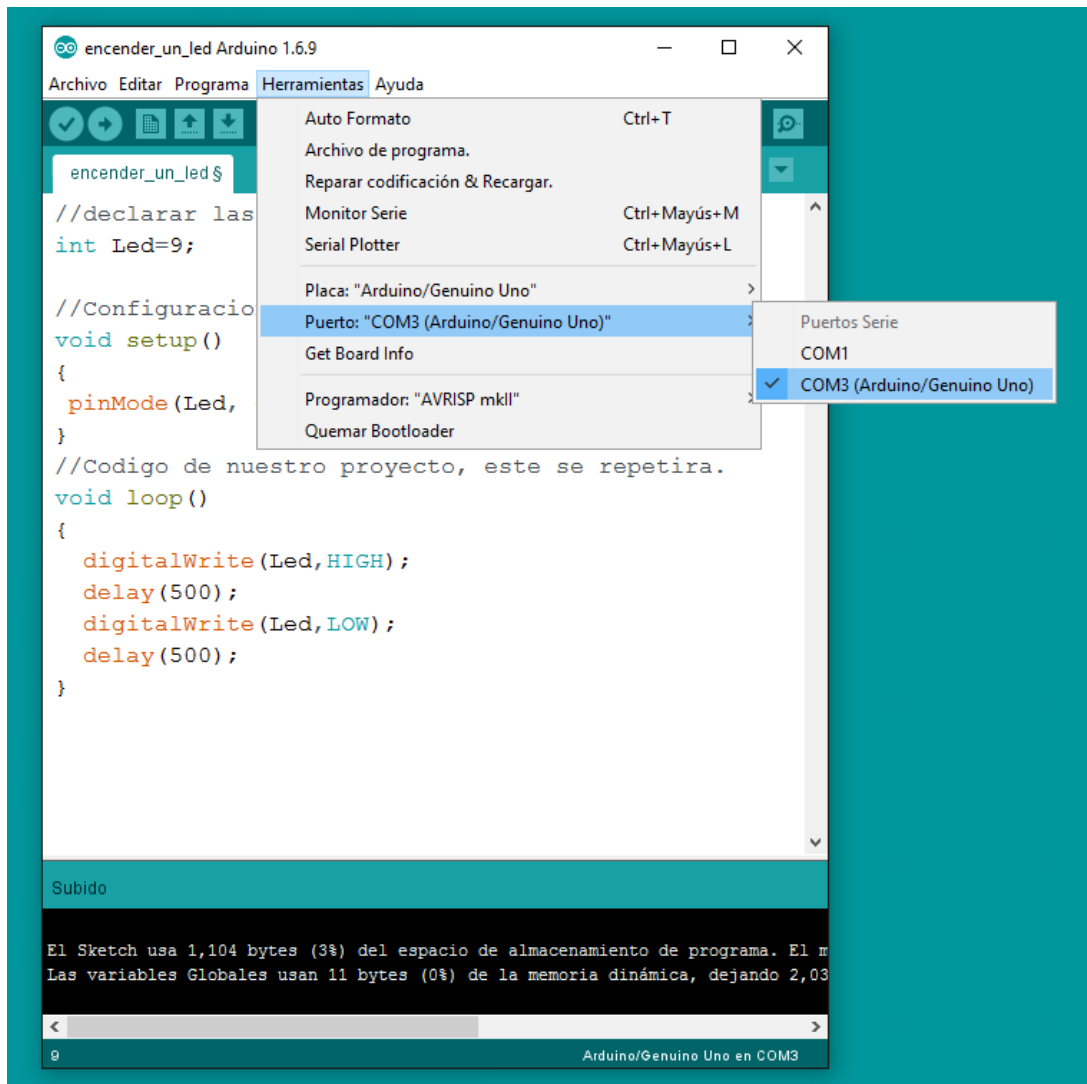 encender_un_led Arduino 1.6.9
Archivo Editar Programa Herramientas Ayuda
Auto Formato Ctrl+T
Archivo de programa.
Reparar codificación & Recargar.
Monitor Serie Ctrl+Mayús+M
Serial Plotter Ctrl+Mayús+L
Placa: "Arduino/Genuino Uno"
Puerto: "COM3 (Arduino/Genuino Uno)"
Get Board Info
Programador: "AVRISP mkII"
Quemar Bootloader
Puertos Serie
COM1
COM3 (Arduino/Genuino Uno)
encender_un_led §
//declarar las
int Led=9;
//Configuracio
void setup()
{
pinMode(Led,
}
//Codigo de nuestro proyecto, este se repetira.
void loop()
{
digitalWrite(Led,HIGH);
delay(500);
digitalWrite(Led,LOW);
delay(500);
}
Subido
El Sketch usa 1,104 bytes (3%) del espacio de almacenamiento de programa. El m
Las variables Globales usan 11 bytes (0%) de la memoria dinámica, dejando 2,03
9 Arduino/Genuino Uno en COM3